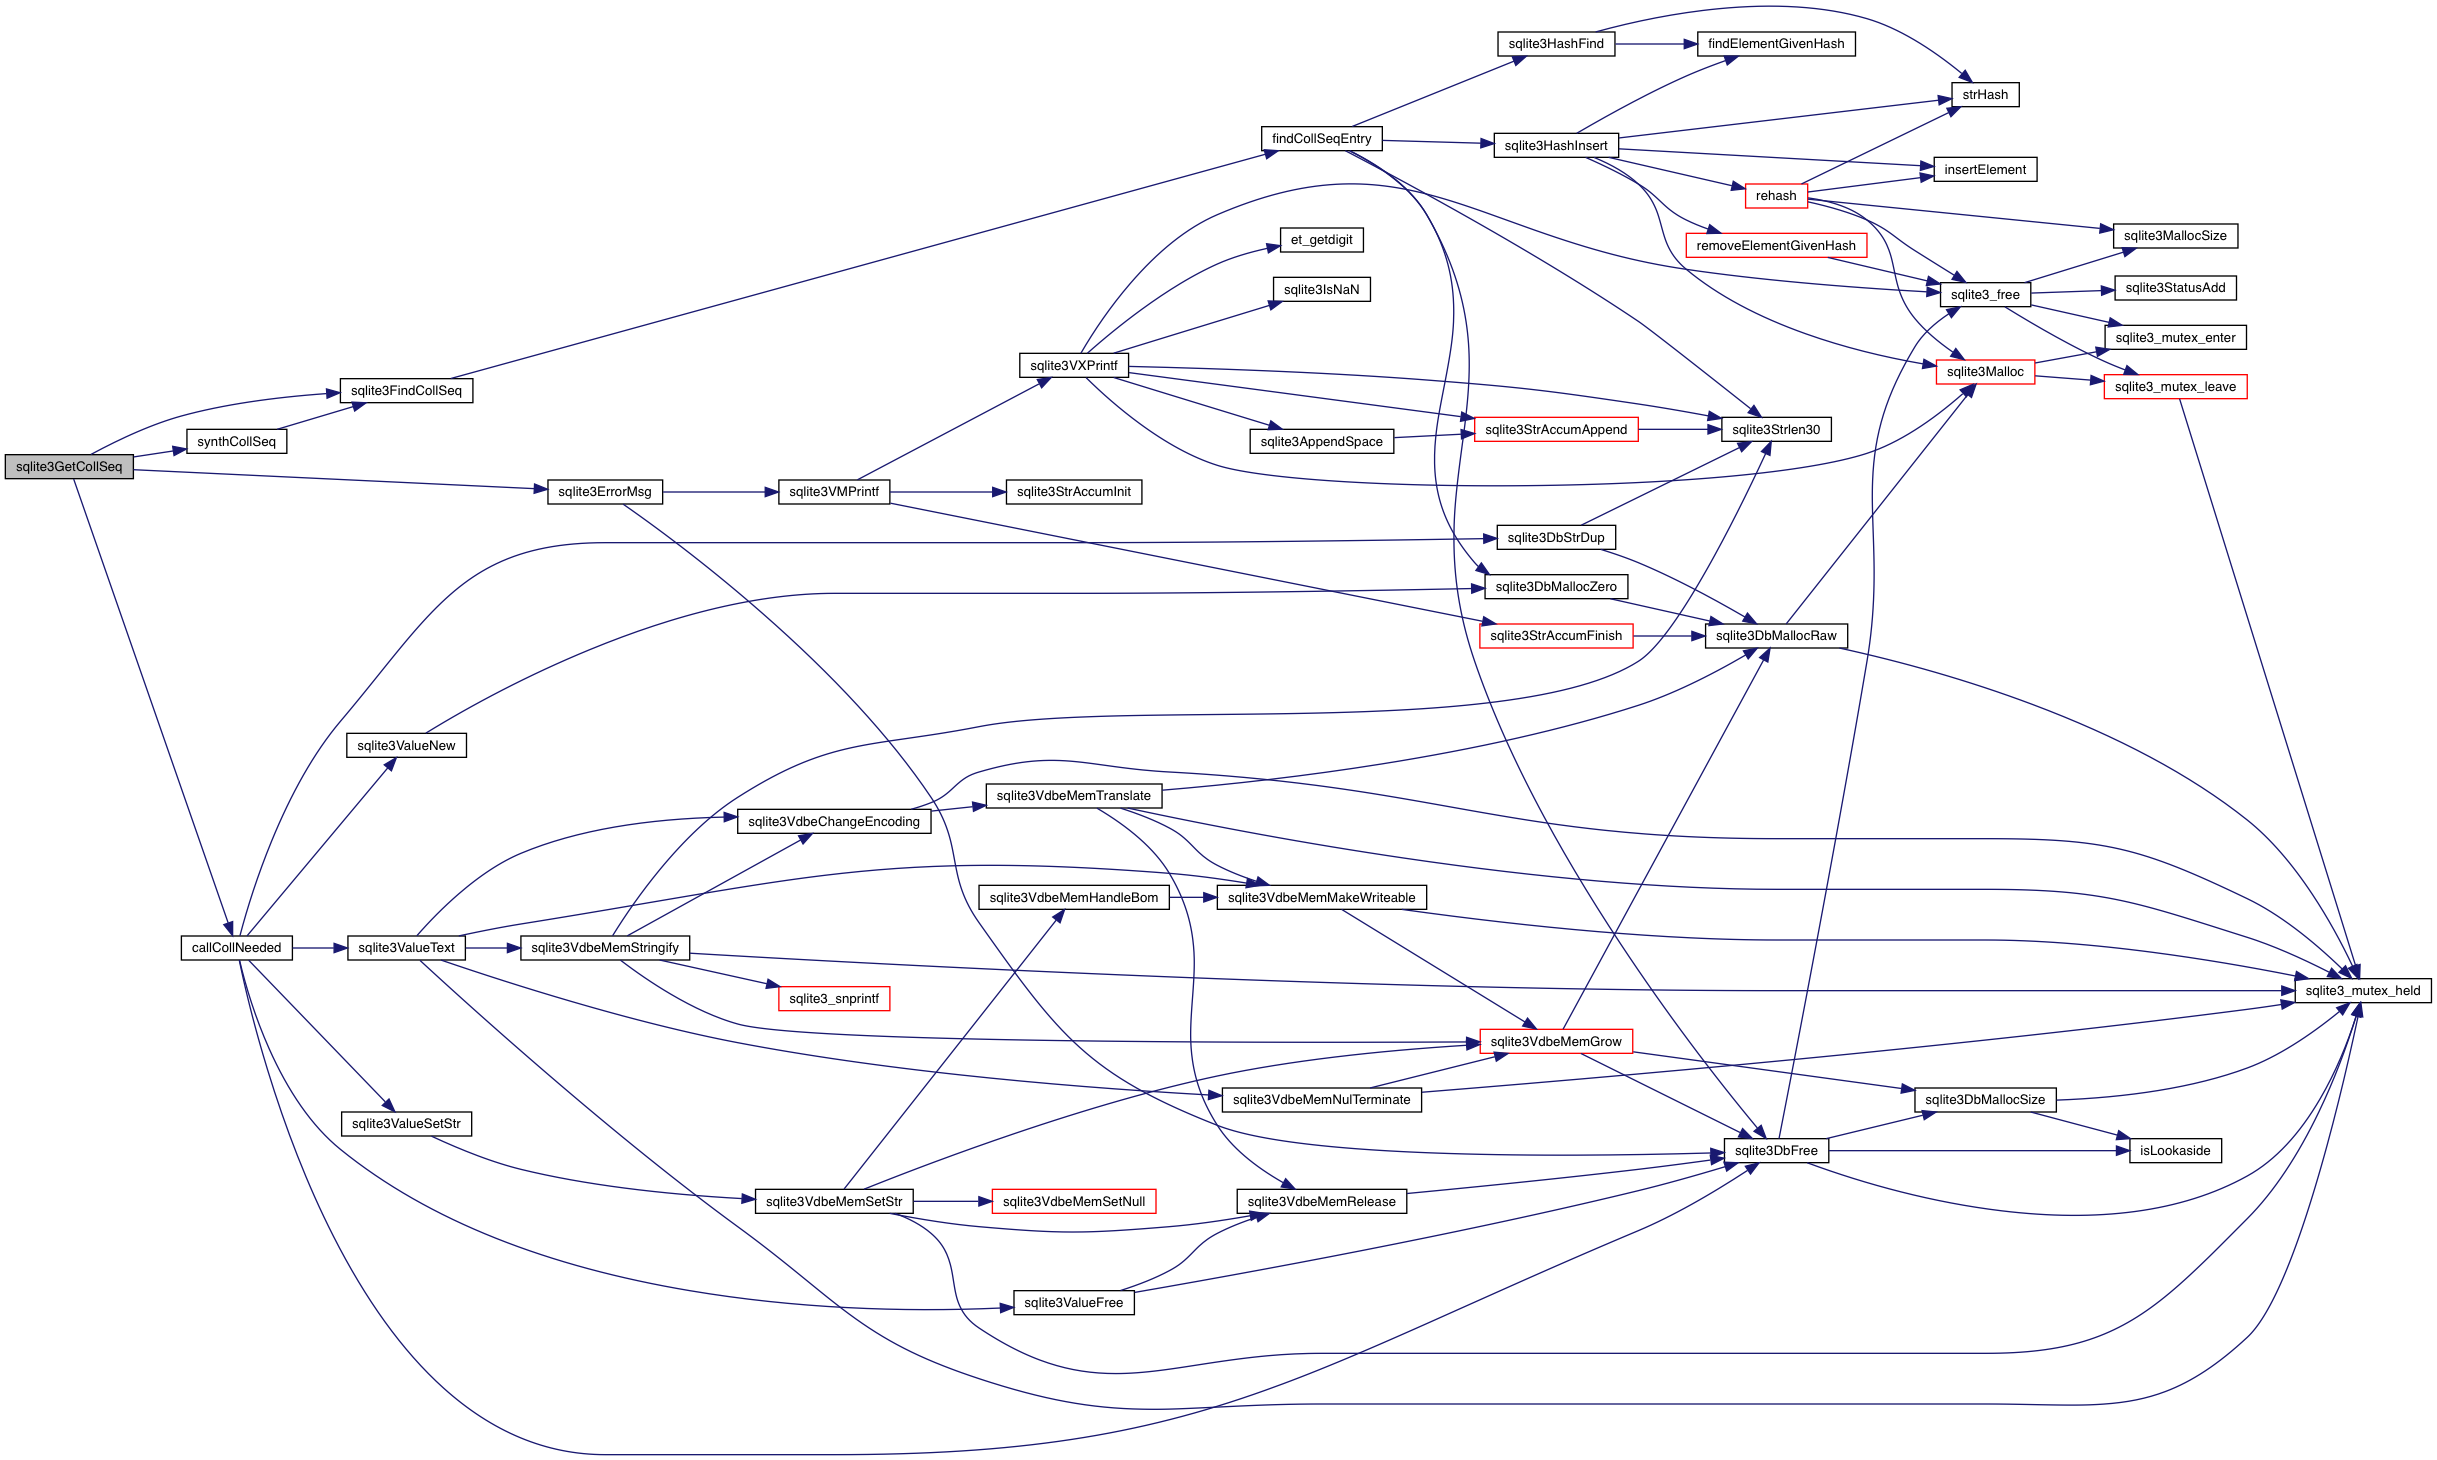 sqlite3HashFind
findElementGivenHash
strHash
findCollSeqEntry
sqlite3HashInsert
insertElement
rehash
sqlite3MallocSize
et_getdigit
removeElementGivenHash
sqlite3IsNaN
sqlite3_free
sqlite3StatusAdd
sqlite3_mutex_enter
sqlite3VXPrintf
sqlite3Malloc
sqlite3_mutex_leave
sqlite3FindCollSeq
synthCollSeq
sqlite3AppendSpace
sqlite3StrAccumAppend
sqlite3Strlen30
sqlite3GetCollSeq
sqlite3ErrorMsg
sqlite3VMPrintf
sqlite3StrAccumInit
sqlite3DbStrDup
sqlite3DbMallocZero
sqlite3StrAccumFinish
sqlite3DbMallocRaw
sqlite3ValueNew
sqlite3VdbeMemTranslate
sqlite3VdbeChangeEncoding
sqlite3VdbeMemHandleBom
sqlite3VdbeMemMakeWriteable
callCollNeeded
sqlite3ValueText
sqlite3VdbeMemStringify
sqlite3_snprintf
sqlite3_mutex_held
sqlite3VdbeMemGrow
sqlite3VdbeMemNulTerminate
sqlite3DbMallocSize
sqlite3ValueSetStr
sqlite3DbFree
isLookaside
sqlite3VdbeMemSetStr
sqlite3VdbeMemSetNull
sqlite3VdbeMemRelease
sqlite3ValueFree